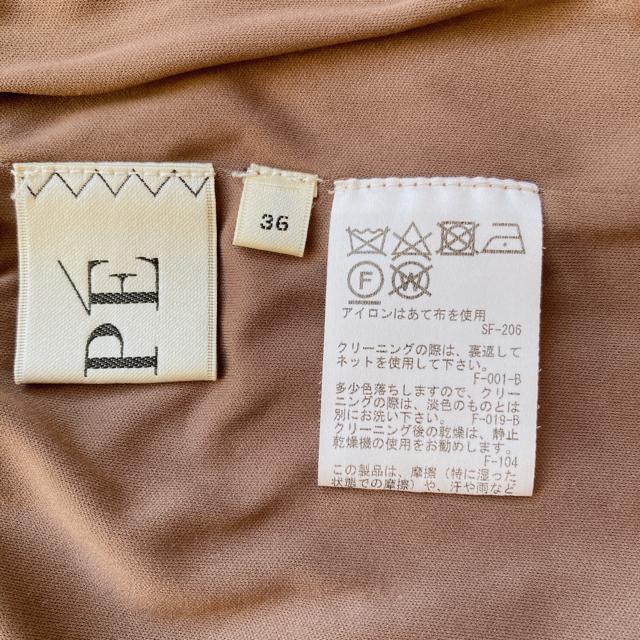 PÉ
36
F W
アイロンはあて布を使用
SF-206
クリーニングの際は、裏返して
ネットを使用して下さい。
F-001-B
多少色落ちしますので、クリー
ニングの際は、淡色のものとは
別にお洗い下さい。 F-019-B
クリーニング後の乾燥は、静止
乾燥機の使用をお勧めします。
F-104
この製品は、摩擦（特に湿った
状態での摩擦）や、汗や雨など